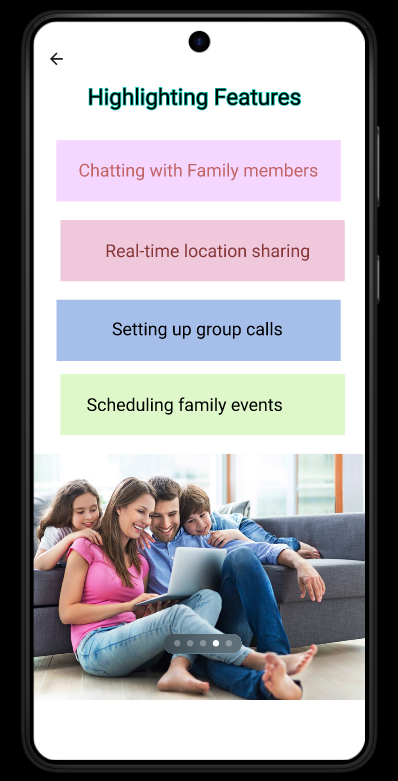 Highlighting Features
Chatting with Family members
Real-time location sharing
Setting up group calls
Scheduling family events